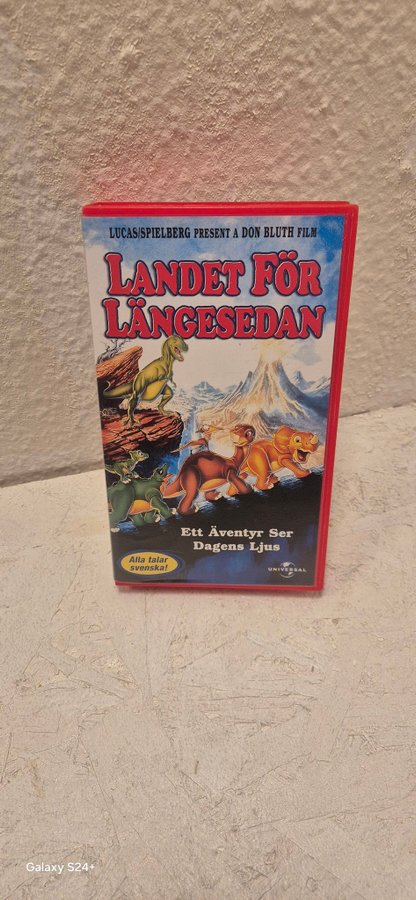 LUCAS/SPIELBERG PRESENT A DON BLUTH FILM
LANDET FÖR
LÄNGESEDAN
Ett Äventyr Ser
Dagens Ljus
Alla talar
svenska!
UNIVERSAL
Galaxy S24+